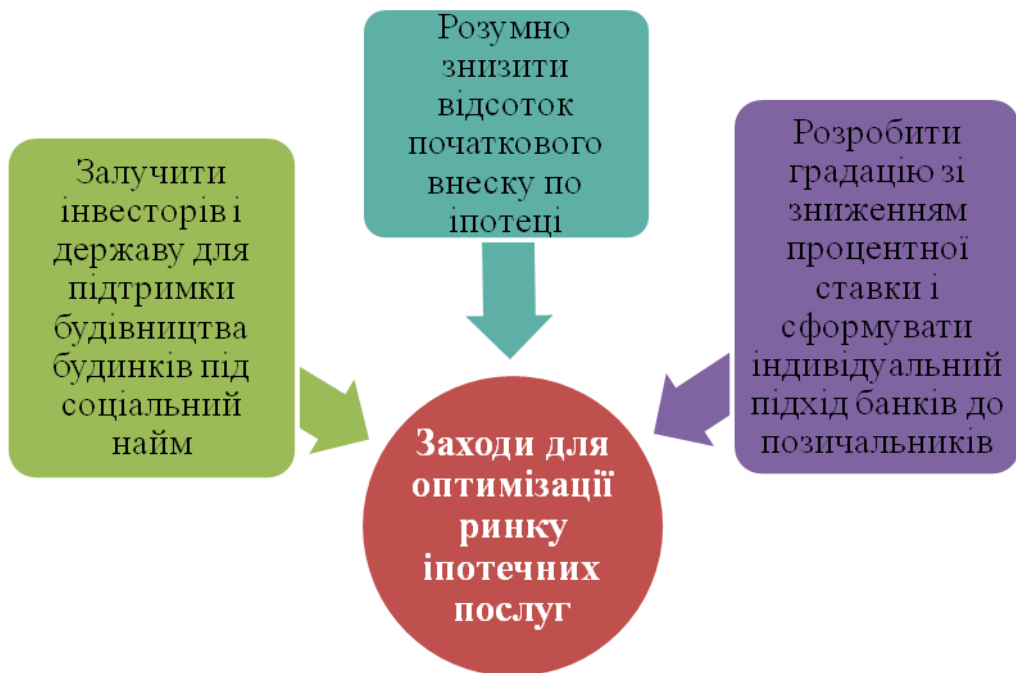 Залучити
інвесторів і
державу для
підтримки
будівництва
будинків під
соціальний
найм
Розумно
знизити
відсоток
початкового
внеску по
іпотеці
Розробити
градацію зі
зниженням
процентної
ставки і
сформувати
індивідуальний
підхід банків до
позичальників
Заходи для
оптимізації
ринку
іпотечних
послуг